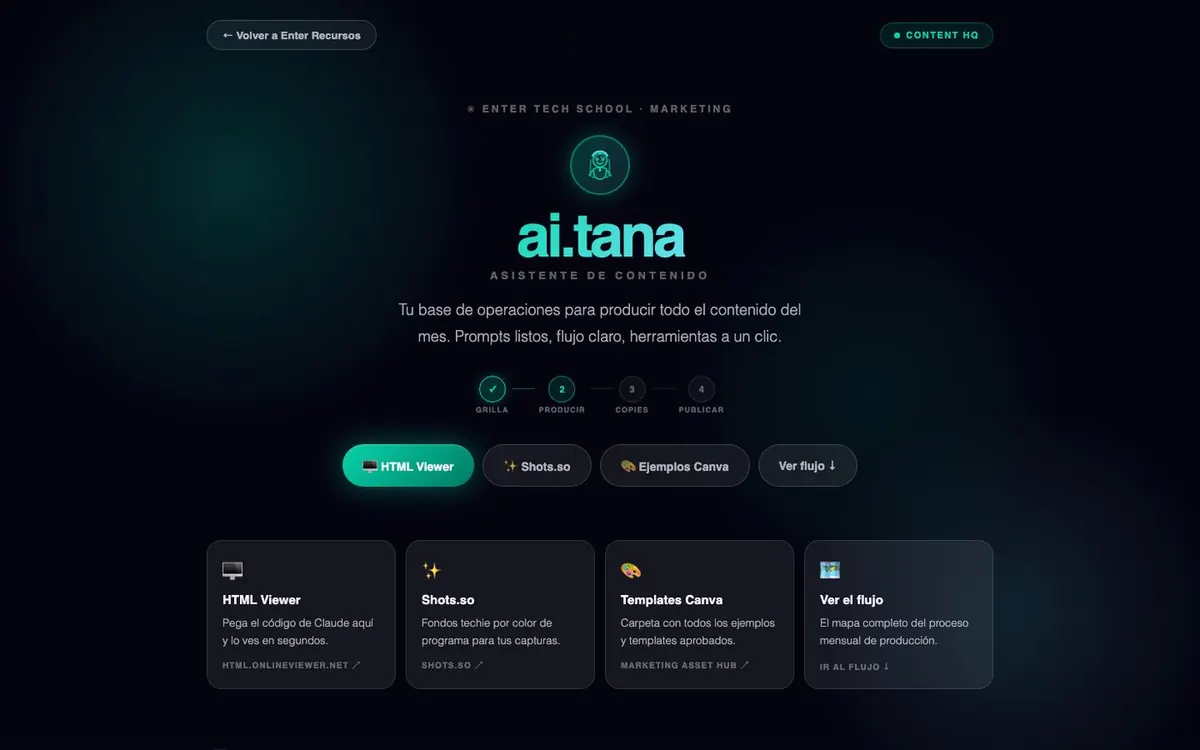 ← Volver a Enter Recursos
CONTENT HQ
✳ ENTER TECH SCHOOL · MARKETING
ai.tana
ASISTENTE DE CONTENIDO
Tu base de operaciones para producir todo el contenido del
mes. Prompts listos, flujo claro, herramientas a un clic.
✓ 2 3 4
GRILLA PRODUCIR COPIES PUBLICAR
🖥️ HTML Viewer
✨ Shots.so
🎨 Ejemplos Canva
Ver flujo ↓
HTML Viewer
Pega el código de Claude aquí
y lo ves en segundos.
HTML.ONLINEVIEWER.NET ↗
Shots.so
Fondos techie por color de
programa para tus capturas.
SHOTS.SO ↗
Templates Canva
Carpeta con todos los ejemplos
y templates aprobados.
MARKETING ASSET HUB ↗
Ver el flujo
El mapa completo del proceso
mensual de producción.
IR AL FLUJO ↓